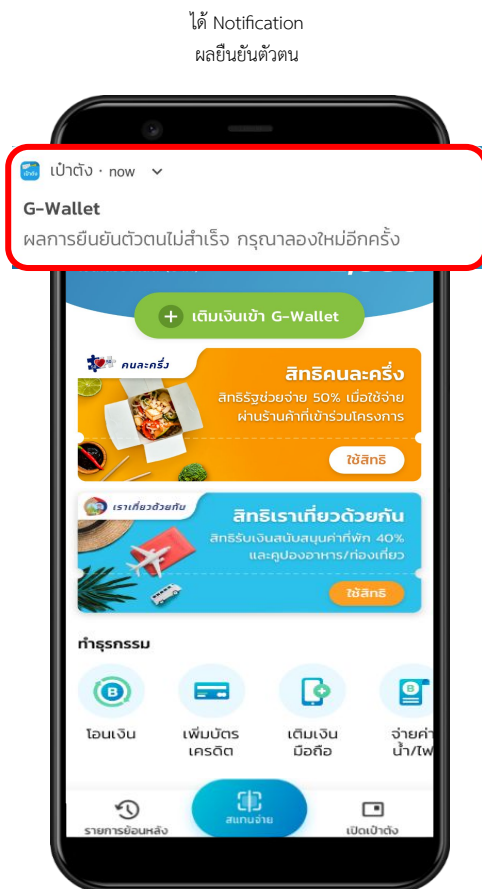 ได้ Notification
ผลยืนยันตัวตน
เป๋าตัง · now
G-Wallet
ผลการยืนยันตัวตนไม่สำเร็จ กรุณาลองใหม่อีกครั้ง
+ เติมเงินเข้า G-Wallet
คนละครึ่ง
สิทธิคนละครึ่ง
สิทธิรัฐช่วยจ่าย 50% เมื่อใช้จ่าย
ผ่านร้านค้าที่เข้าร่วมโครงการ
ใช้สิทธิ
เราเที่ยวด้วยกัน
สิทธิเราเที่ยวด้วยกัน
สิทธิรับเงินสนับสนุนค่าที่พัก 40%
และคูปองอาหาร/ท่องเที่ยว
ใช้สิทธิ
ทำธุรกรรม
โอนเงิน
เพิ่มบัตร
เครดิต
เติมเงิน
มือถือ
จ่ายค่า
น้ำ/ไฟ
รายการย้อนหลัง
สแกนจ่าย
เปิดเป๋าตัง